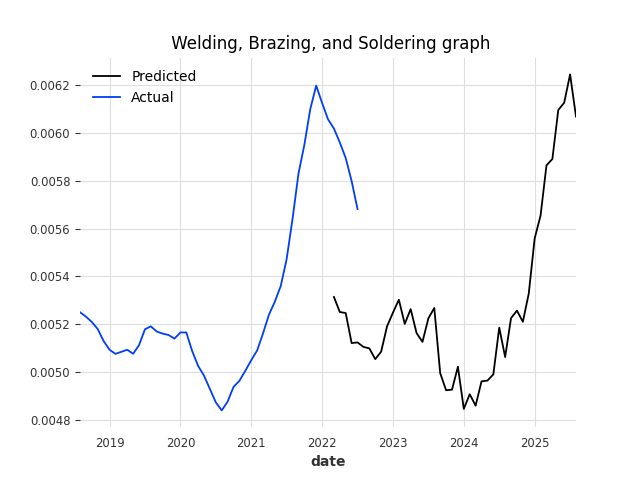 Welding, Brazing, and Soldering graph
Predicted
Actual
0.0062
0.0060
0.0058
0.0056
0.0054
0.0052
0.0050
0.0048
2019 2020 2021 2022 2023 2024 2025
date